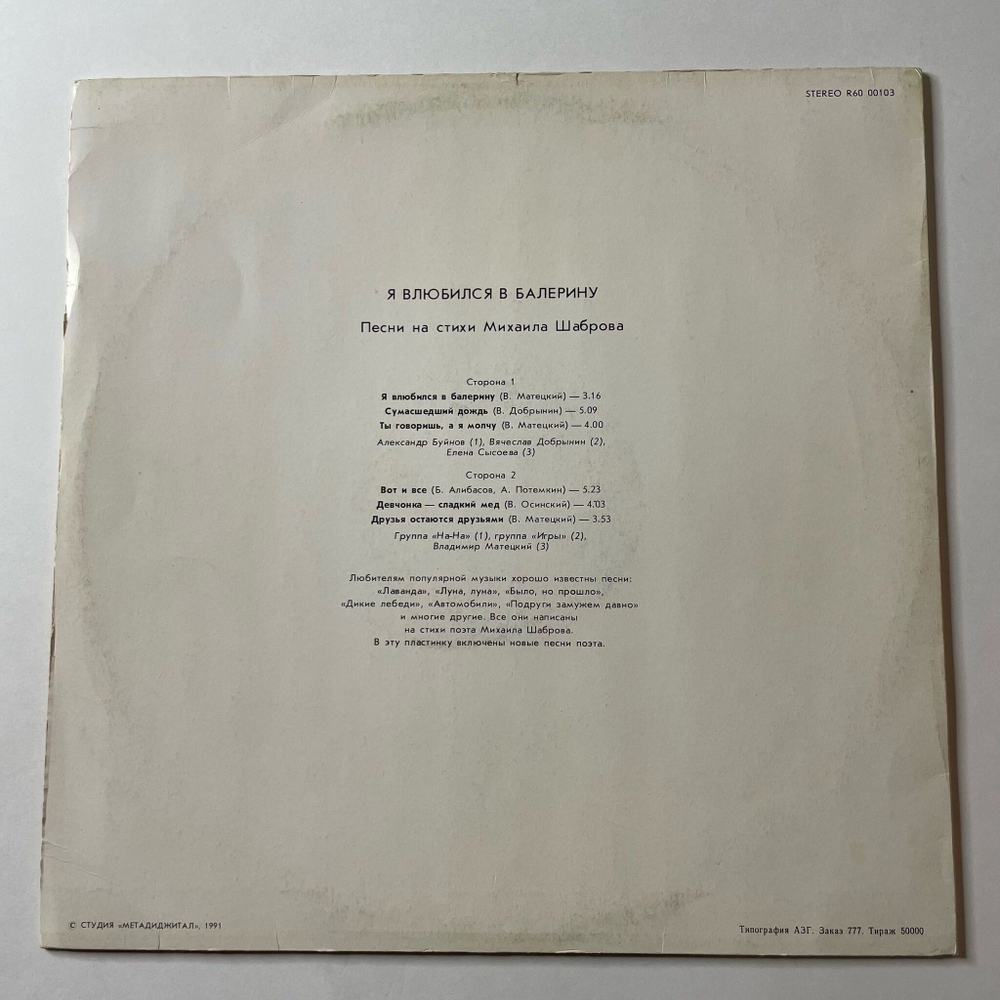 STEREO R60 00103
Я ВЛЮБИЛСЯ В БАЛЕРИНУ
Песни на стихи Михаила Шаброва
Сторона 1
Я влюбился в балерину (В. Матецкий) — 3.16
Сумасшедший дождь (В. Добрынин) — 5.09
Ты говоришь, а я молчу (В. Матецкий) — 4.00
Александр Буйнов (1), Вячеслав Добрынин (2),
Елена Сысоева (3)
Сторона 2
Вот и все (Б. Алибасов, А. Потемкин) — 5.23
Девчонка — сладкий мед (В. Осинский) — 4.03
Друзья остаются друзьями (В. Матецкий) — 3.53
Группа «На-На» (1), группа «Игры» (2),
Владимир Матецкий (3)
Любителям популярной музыки хорошо известны песни:
«Лаванда», «Луна, луна», «Было, но прошло»,
«Дикие лебеди», «Автомобили», «Подруги замужем давно»
и многие другие. Все они написаны
на стихи поэта Михаила Шаброва.
В эту пластинку включены новые песни поэта.
© СТУДИЯ «МЕТАДИДЖИТАЛ», 1991
Типография АЗГ. Заказ 777. Тираж 50000